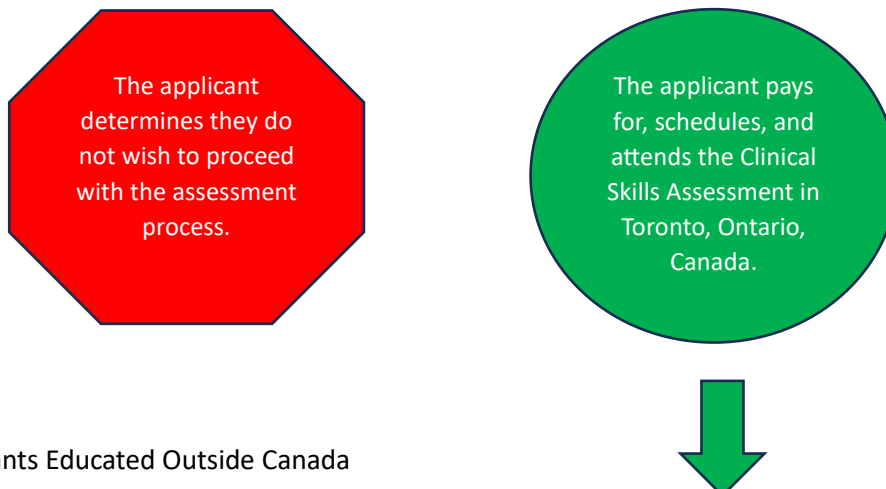 The applicant
determines they do
not wish to proceed
with the assessment
process.
The applicant pays
for, schedules, and
attends the Clinical
Skills Assessment in
Toronto, Ontario,
Canada.
nts Educated Outside Canada